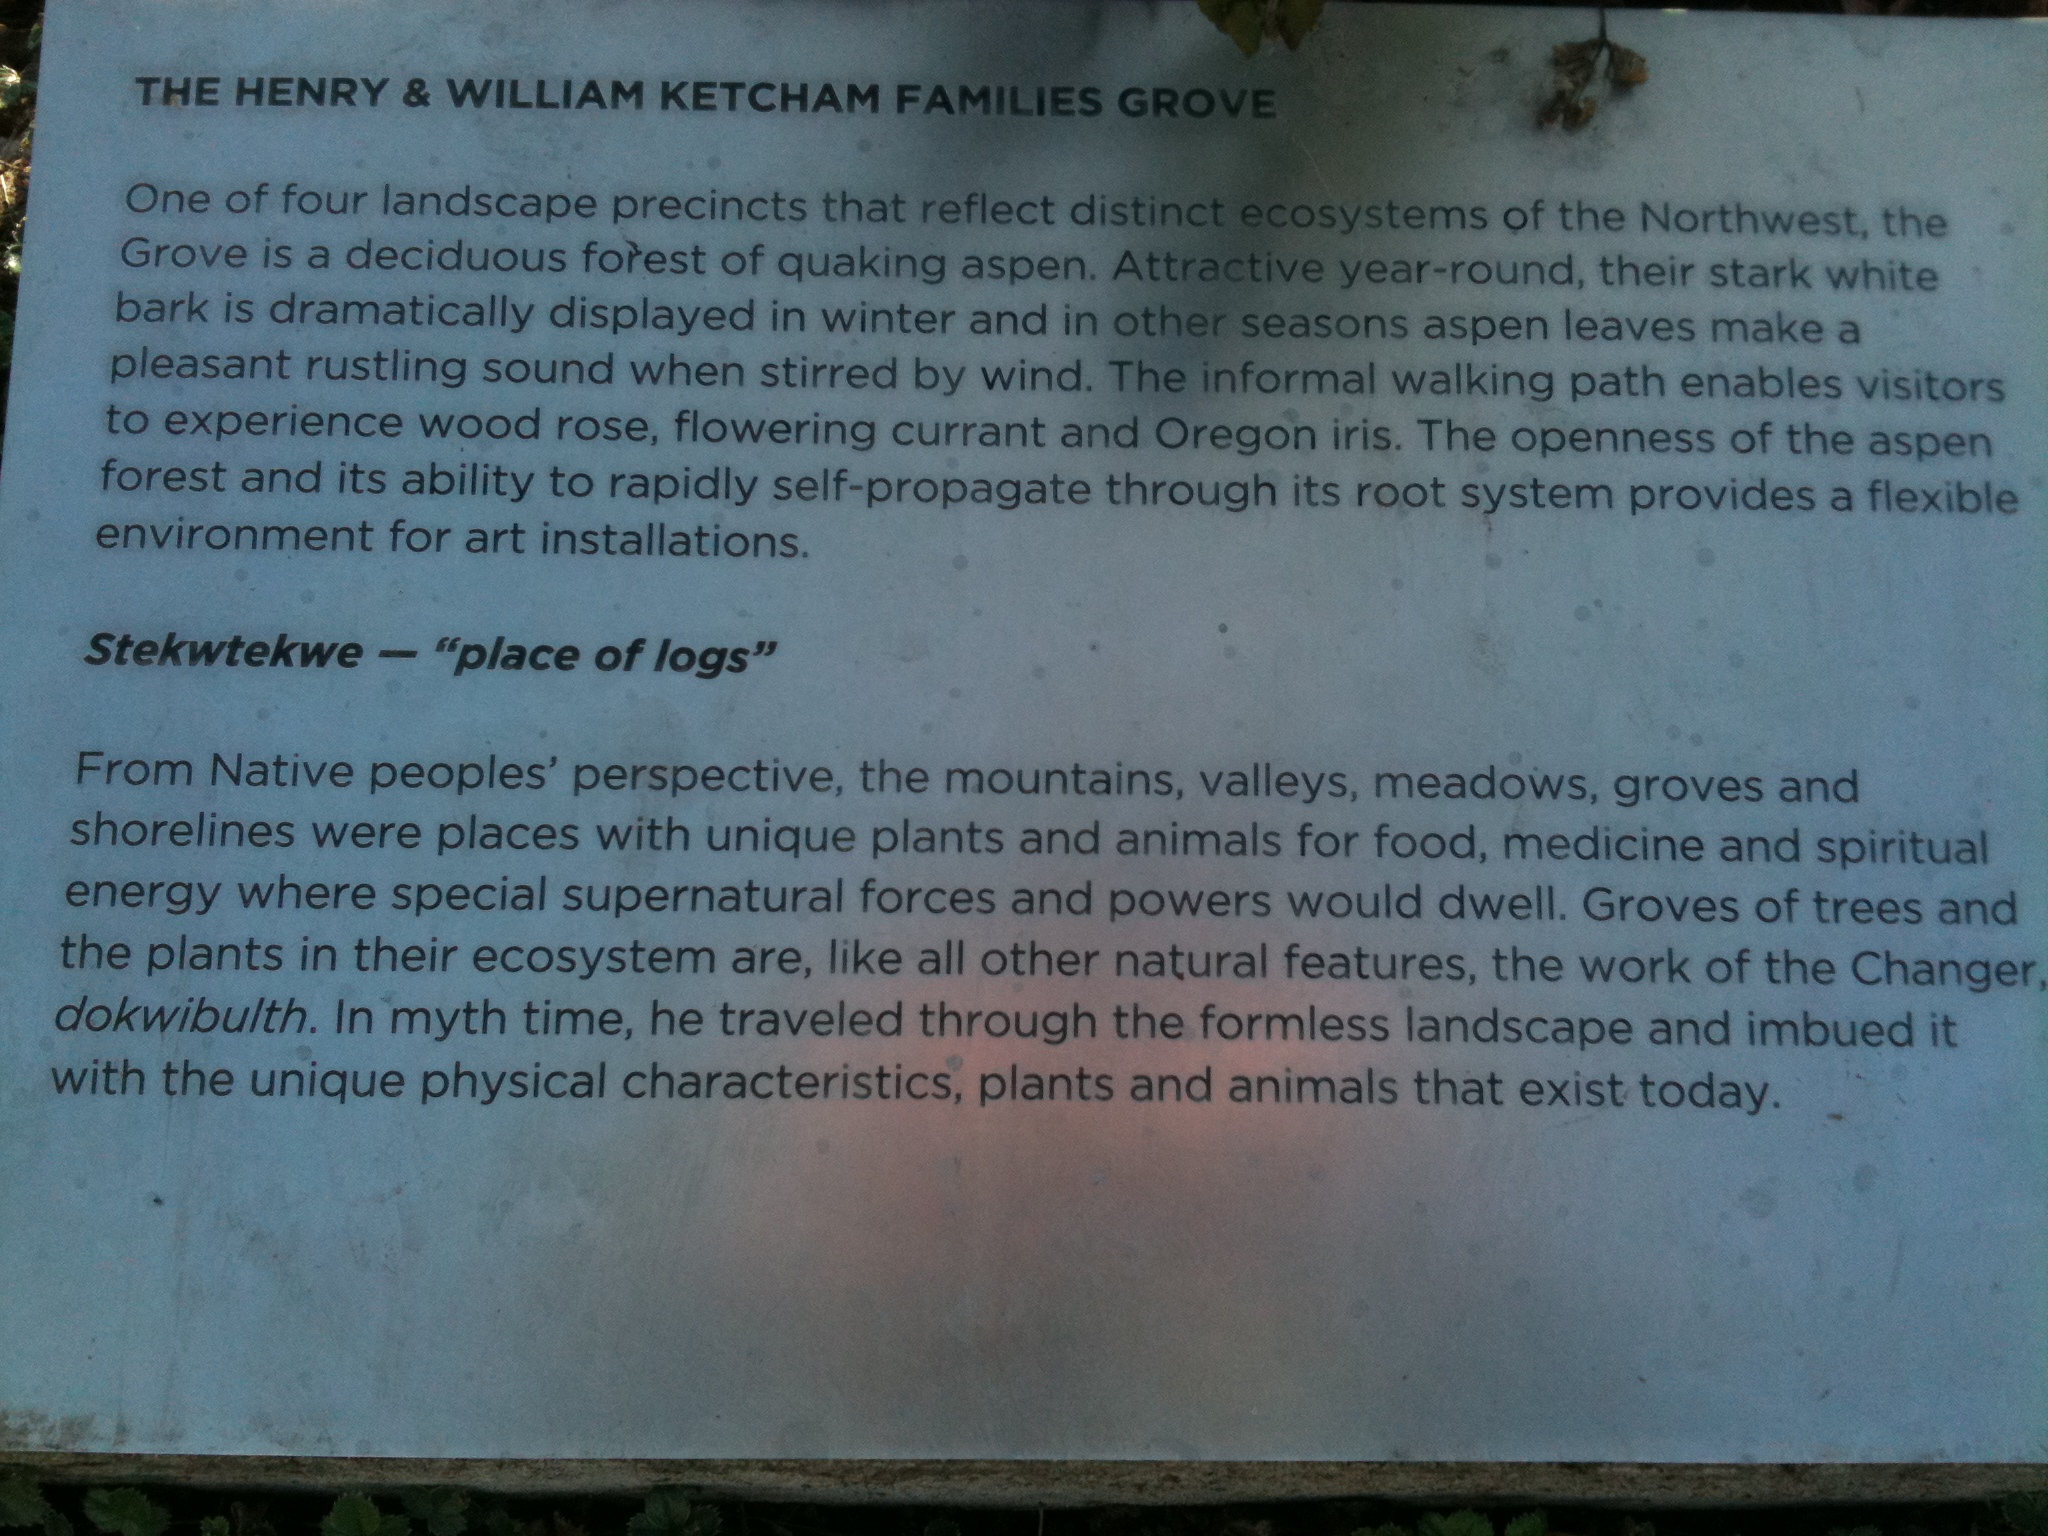 THE HENRY & WILLIAM KETCHAM FAMILIES GROVE
One of four landscape precincts that reflect distinct ecosystems of the Northwest, the
Grove is a deciduous forest of quaking aspen. Attractive year-round, their stark white
bark is dramatically displayed in winter and in other seasons aspen leaves make a
pleasant rustling sound when stirred by wind. The informal walking path enables visitors
to experience wood rose, flowering currant and Oregon iris. The openness of the aspen
forest and its ability to rapidly self-propagate through its root system provides a flexible
environment for art installations.
Stekwtekwe — “place of logs”
From Native peoples’ perspective, the mountains, valleys, meadows, groves and
shorelines were places with unique plants and animals for food, medicine and spiritual
energy where special supernatural forces and powers would dwell. Groves of trees and
the plants in their ecosystem are, like all other natural features, the work of the Changer,
dokwibulth. In myth time, he traveled through the formless landscape and imbued it
with the unique physical characteristics, plants and animals that exist today.